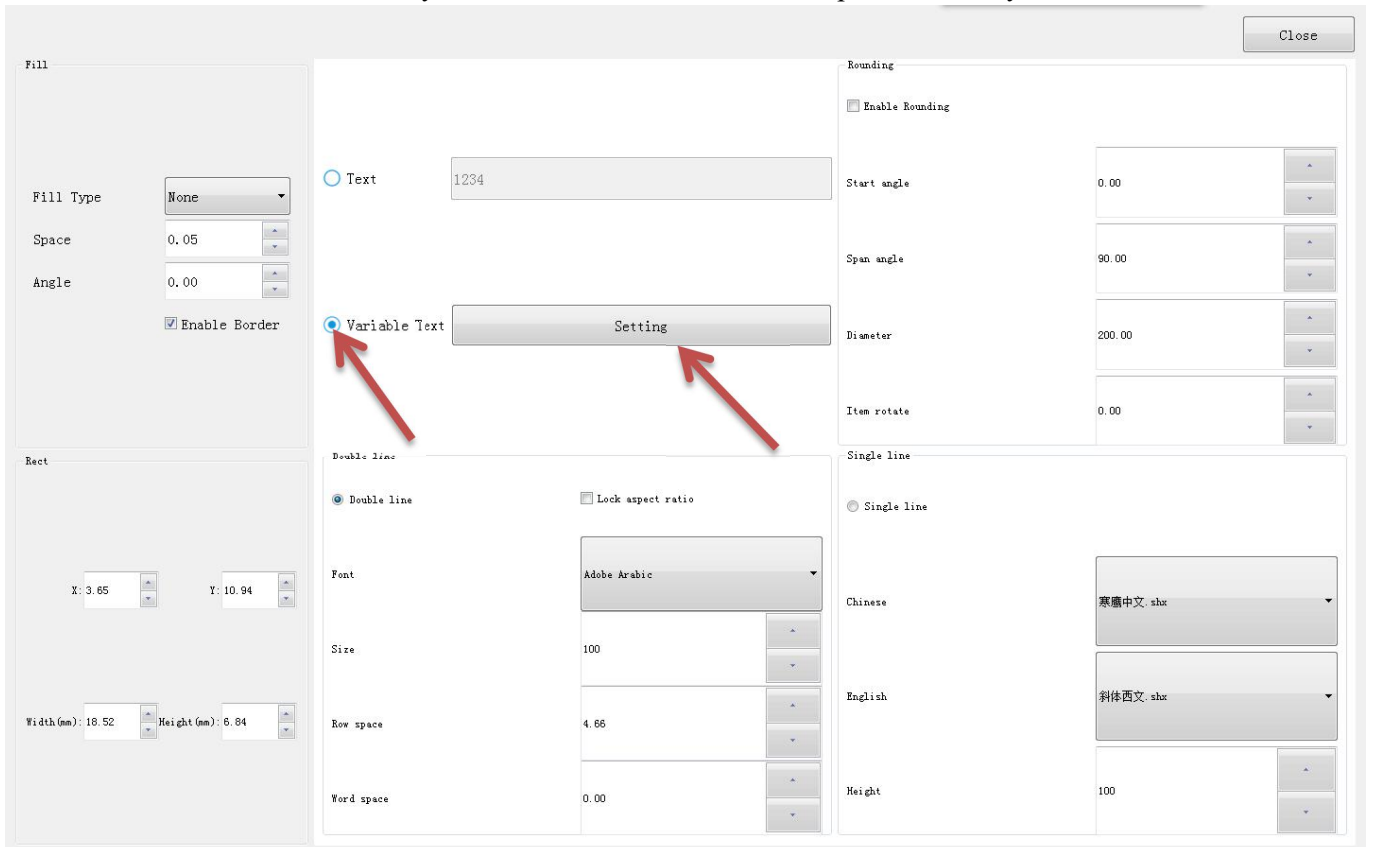 Close
Fill
Fill Type None
Space 0.05
Angle 0.00
Enable Border
Text 1234
Variable Text Setting
Rounding
Enable Rounding
Start angle 0.00
Span angle 90.00
Diameter 200.00
Item rotate 0.00
Rect
X: 3.65 Y: 10.94
Width(mm): 18.52 Height(mm): 6.84
Double line
Double line Lock aspect ratio
Font Adobe Arabic
Size 100
Row space 4.66
Word space 0.00
Single line
Single line
Chinese 中文.shx
English 斜体西文.shx
Height 100